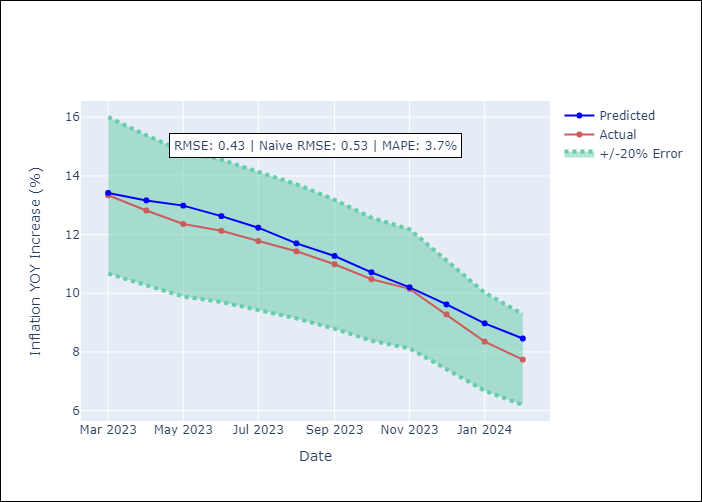 RMSE: 0.43 | Naive RMSE: 0.53 | MAPE: 3.7%
Predicted
Actual
+/-20% Error
Inflation YOY Increase (%)
16
14
12
10
8
6
Mar 2023
May 2023
Jul 2023
Sep 2023
Nov 2023
Jan 2024
Date